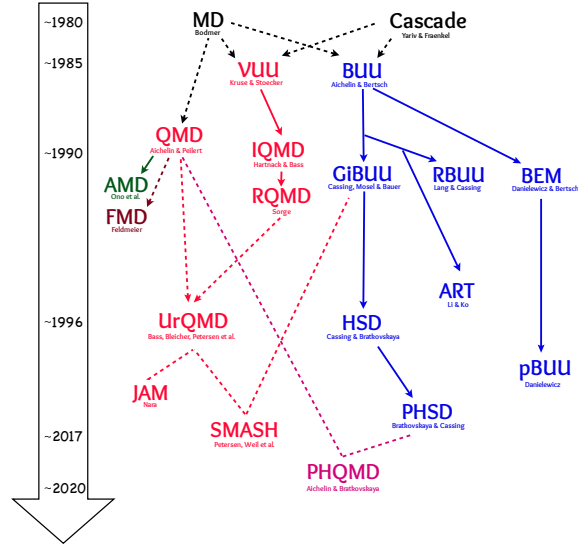 ~1980
MD
Bodmer
Cascade
Yariv & Fraenkel
~1985
VUU
Kruse & Stoecker
BUU
Aichelin & Bertsch
QMD
Aichelin & Peilert
IQMD
Hartnack & Bass
~1990
GiBUU
Cassing, Mosel & Bauer
RBUU
Lang & Cassing
BEM
Danielewicz & Bertsch
AMD
Ono et al.
RQMD
Sorge
FMD
Feldmeier
ART
Li & Ko
~1996
UrQMD
Bass, Bleicher, Petersen et al.
HSD
Cassing & Bratkovskaya
pBUU
Danielewicz
JAM
Nara
PHSD
Bratkovskaya & Cassing
~2017
SMASH
Petersen, Weil et al.
PHQMD
Aichelin & Bratkovskaya
~2020